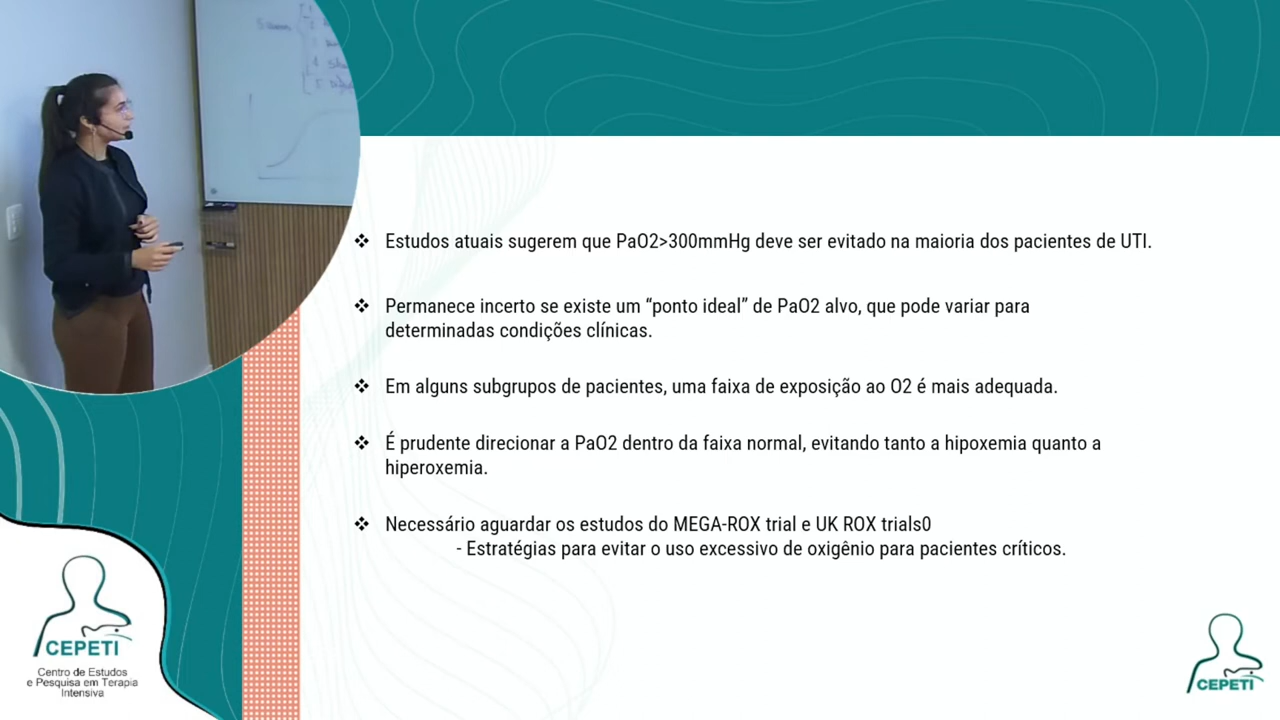 Estudos atuais sugerem que PaO2>300mmHg deve ser evitado na maioria dos pacientes de UTI.
Permanece incerto se existe um “ponto ideal” de PaO2 alvo, que pode variar para
determinadas condições clínicas.
Em alguns subgrupos de pacientes, uma faixa de exposição ao O2 é mais adequada.
É prudente direcionar a PaO2 dentro da faixa normal, evitando tanto a hipoxemia quanto a
hiperoxemia.
Necessário aguardar os estudos do MEGA-ROX trial e UK ROX trials0
- Estratégias para evitar o uso excessivo de oxigênio para pacientes críticos.
CEPETI
Centro de Estudos
e Pesquisa em Terapia
Intensiva
CEPETI